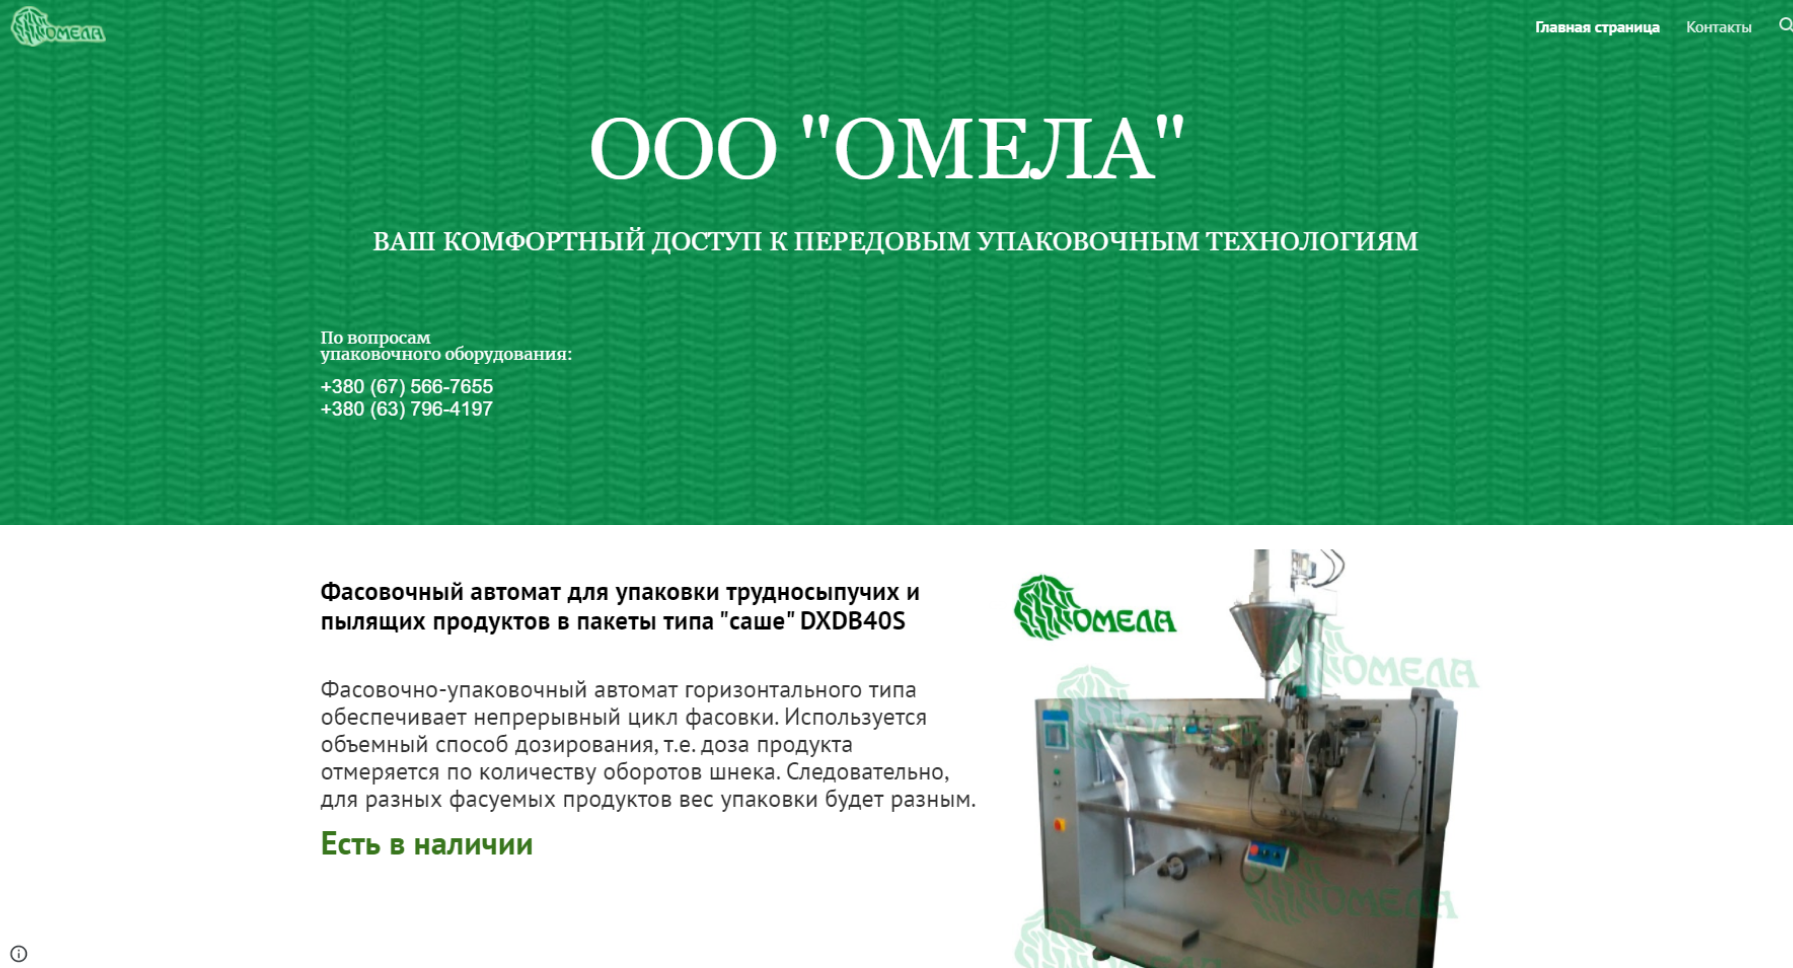 ОМЕЛА
Главная страница
Контакты
ООО "ОМЕЛА"
ВАШ КОМФОРТНЫЙ ДОСТУП К ПЕРЕДОВЫМ УПАКОВОЧНЫМ ТЕХНОЛОГИЯМ
По вопросам
упаковочного оборудования:
+380 (67) 566-7655
+380 (63) 796-4197
Фасовочный автомат для упаковки трудносыпучих и
пылящих продуктов в пакеты типа "саше" DXDB40S
Фасовочно-упаковочный автомат горизонтального типа
обеспечивает непрерывный цикл фасовки. Используется
объемный способ дозирования, т.е. доза продукта
отмеряется по количеству оборотов шнека. Следовательно,
для разных фасуемых продуктов вес упаковки будет разным.
Есть в наличии
ОМЕЛА
ОМЕЛА
ОМЕЛА
ОМЕЛА
ОМЕЛА